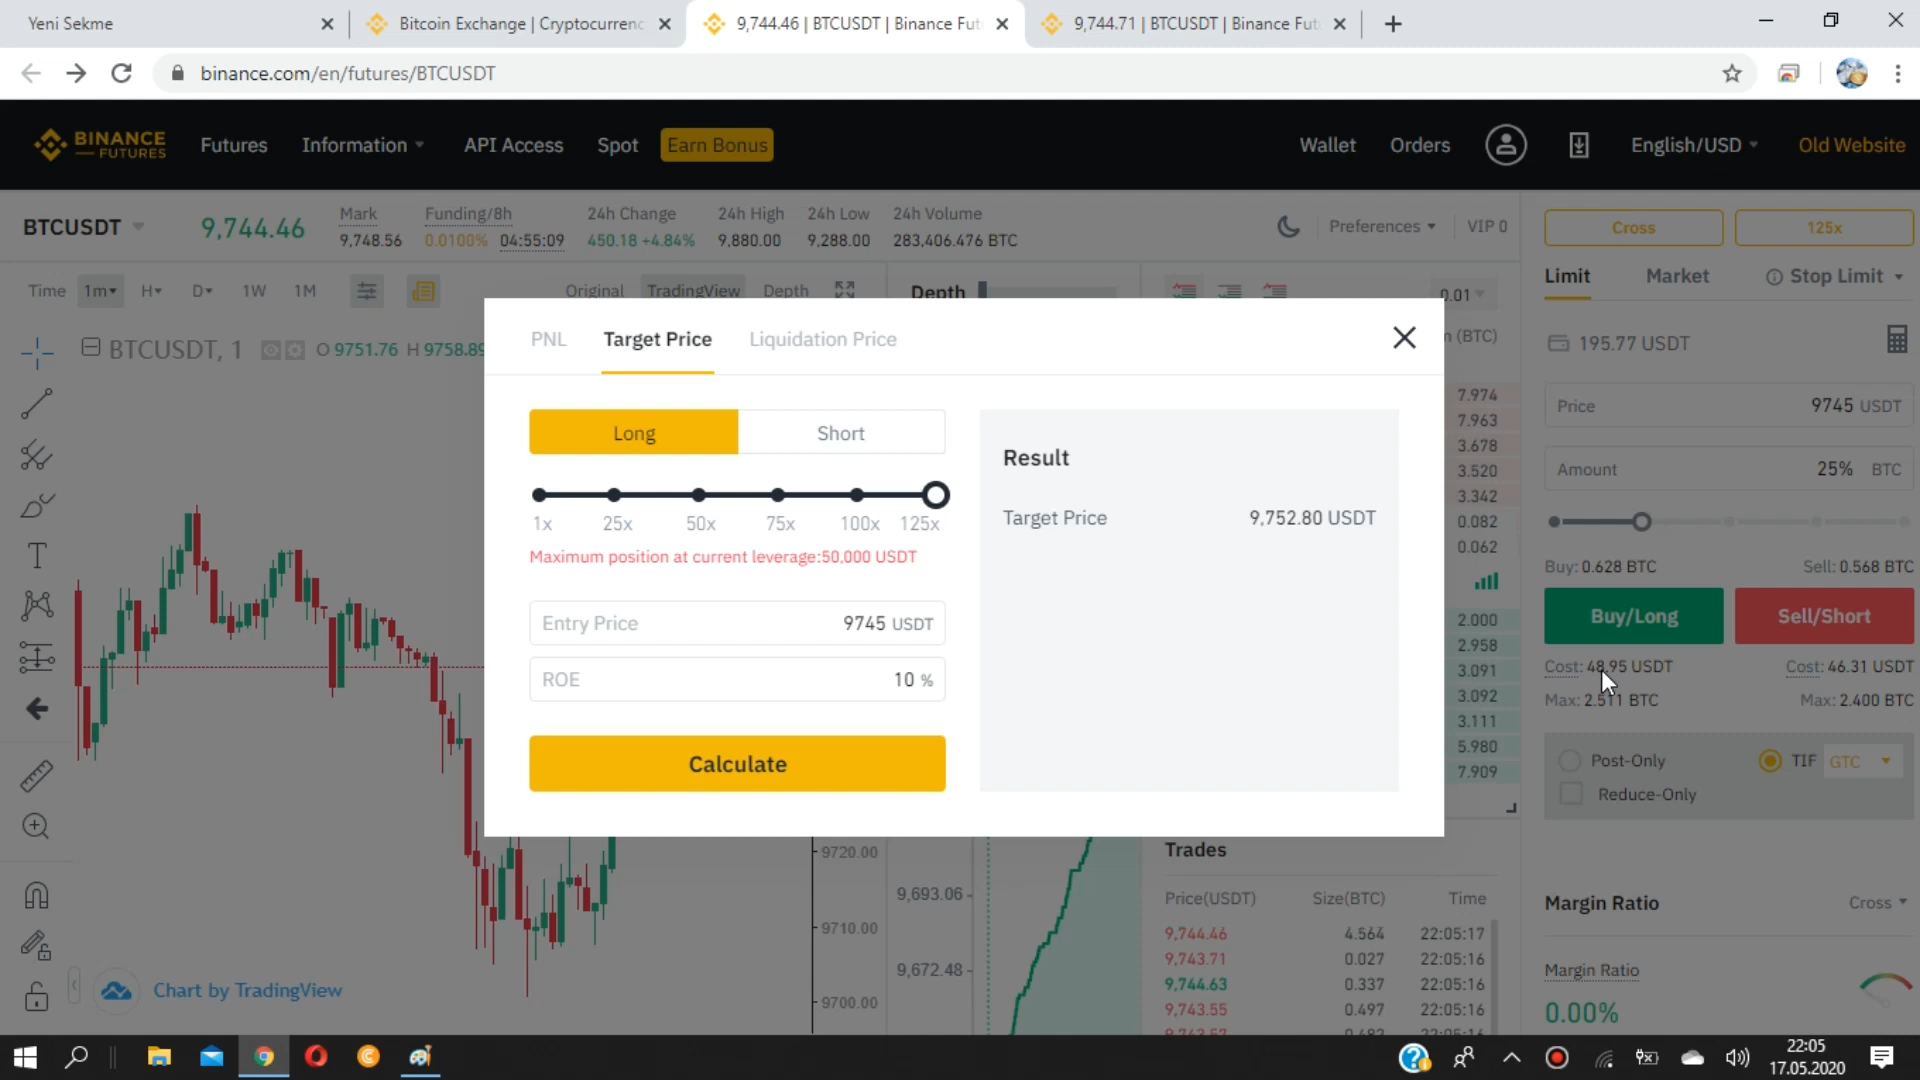 Yeni Sekme
Bitcoin Exchange | Cryptocurrenc
9,744.46 | BTCUSDT | Binance Fut
9,744.71 | BTCUSDT | Binance Fut
binance.com/en/futures/BTCUSDT
BINANCE
FUTURES
Futures
Information
API Access
Spot
Earn Bonus
Wallet
Orders
English/USD
Old Website
BTCUSDT
9,744.46
Mark
9,748.56
Funding/8h
0.0100% 04:55:09
24h Change
450.18 +4.84%
24h High
9,880.00
24h Low
9,288.00
24h Volume
283,406.476 BTC
Preferences
VIP 0
Cross
125x
Time 1m H D 1W 1M
Original TradingView Depth
Depth
0.01
Limit Market Stop Limit
BTCUSDT, 1 O 9751.76 H 9758.89
PNL
Target Price
Liquidation Price
Long
Short
1x 25x 50x 75x 100x 125x
Maximum position at current leverage:50,000 USDT
Entry Price 9745 USDT
ROE 10 %
Calculate
Result
Target Price 9,752.80 USDT
(BTC)
7.974
7.963
3.678
3.520
3.342
0.082
0.062
2.000
2.958
3.091
3.092
3.111
5.980
7.909
195.77 USDT
Price 9745 USDT
Amount 25% BTC
Buy: 0.628 BTC Sell: 0.568 BTC
Buy/Long
Sell/Short
Cost: 48.95 USDT Cost: 46.31 USDT
Max: 2.511 BTC Max: 2.400 BTC
Post-Only TIF GTC
Reduce-Only
Margin Ratio Cross
Margin Ratio
0.00%
9720.00
9710.00
9700.00
9,693.06
9,672.48
Trades
Price(USDT) Size(BTC) Time
9,744.46 4.564 22:05:17
9,743.71 0.027 22:05:16
9,744.63 0.337 22:05:16
9,743.55 0.497 22:05:16
Chart by TradingView
22:05
17.05.2020